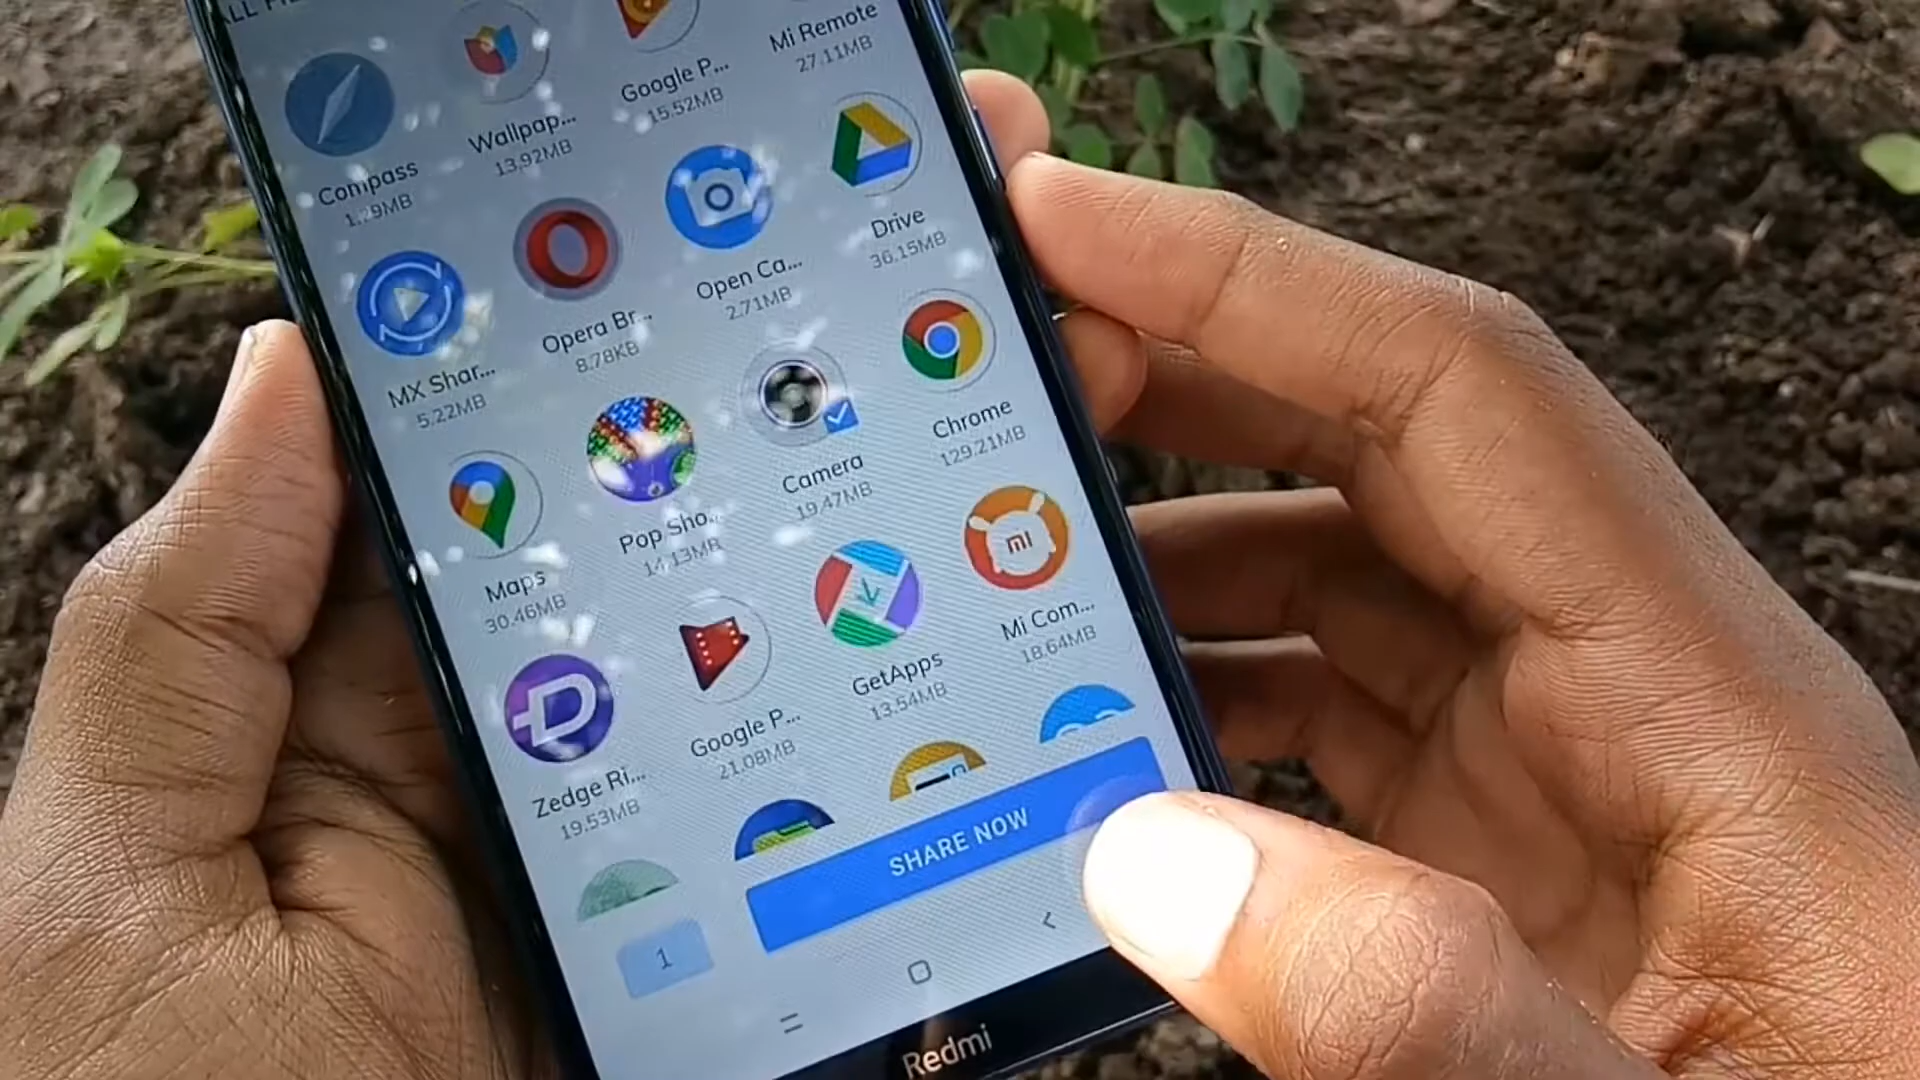 Compass
1.29MB
Wallpap...
13.92MB
Google P...
15.52MB
Mi Remote
27.11MB
MX Shar...
5.22MB
Opera Br...
8.78KB
Open Ca...
2.71MB
Drive
36.15MB
Maps
30.46MB
Pop Sho...
14.13MB
Camera
19.47MB
Chrome
129.21MB
Zedge Ri...
19.53MB
Google P...
21.08MB
GetApps
13.54MB
MI
Mi Com...
18.64MB
1
SHARE NOW
Redmi